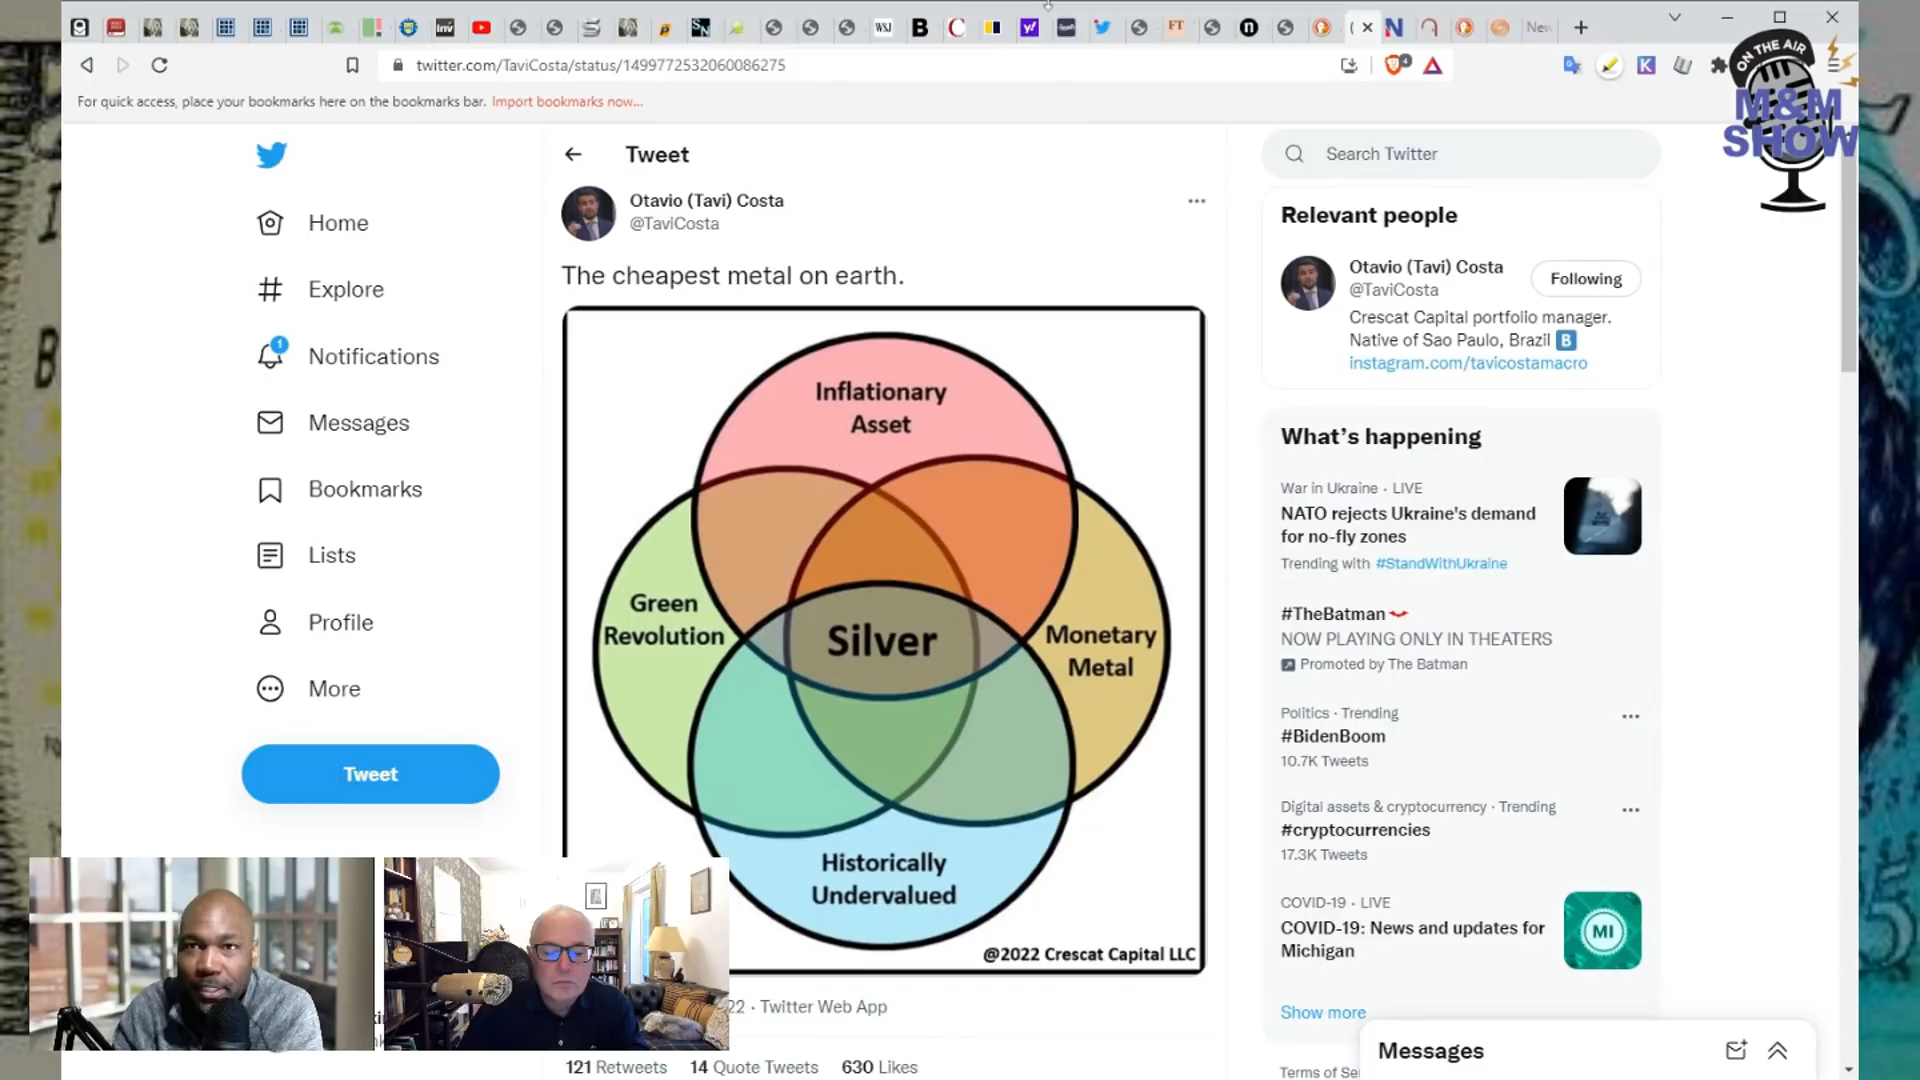 twitter.com/TaviCosta/status/1499772532060086275
For quick access, place your bookmarks here on the bookmarks bar. Import bookmarks now...
ON THE AIR
M&M
SHOW
Home
Explore
1
Notifications
Messages
Bookmarks
Lists
Profile
More
Tweet
Tweet
Otavio (Tavi) Costa
@TaviCosta
The cheapest metal on earth.
Inflationary
Asset
Green
Revolution
Silver
Monetary
Metal
Historically
Undervalued
@2022 Crescat Capital LLC
22 · Twitter Web App
121 Retweets 14 Quote Tweets 630 Likes
Search Twitter
Relevant people
Otavio (Tavi) Costa
@TaviCosta
Following
Crescat Capital portfolio manager.
Native of Sao Paulo, Brazil B
instagram.com/tavicostamacro
What's happening
War in Ukraine · LIVE
NATO rejects Ukraine's demand
for no-fly zones
Trending with #StandWithUkraine
#TheBatman
NOW PLAYING ONLY IN THEATERS
Promoted by The Batman
Politics · Trending
#BidenBoom
10.7K Tweets
Digital assets & cryptocurrency · Trending
#cryptocurrencies
17.3K Tweets
COVID-19 · LIVE
COVID-19: News and updates for
Michigan
MI
Show more
Messages
Terms of Se